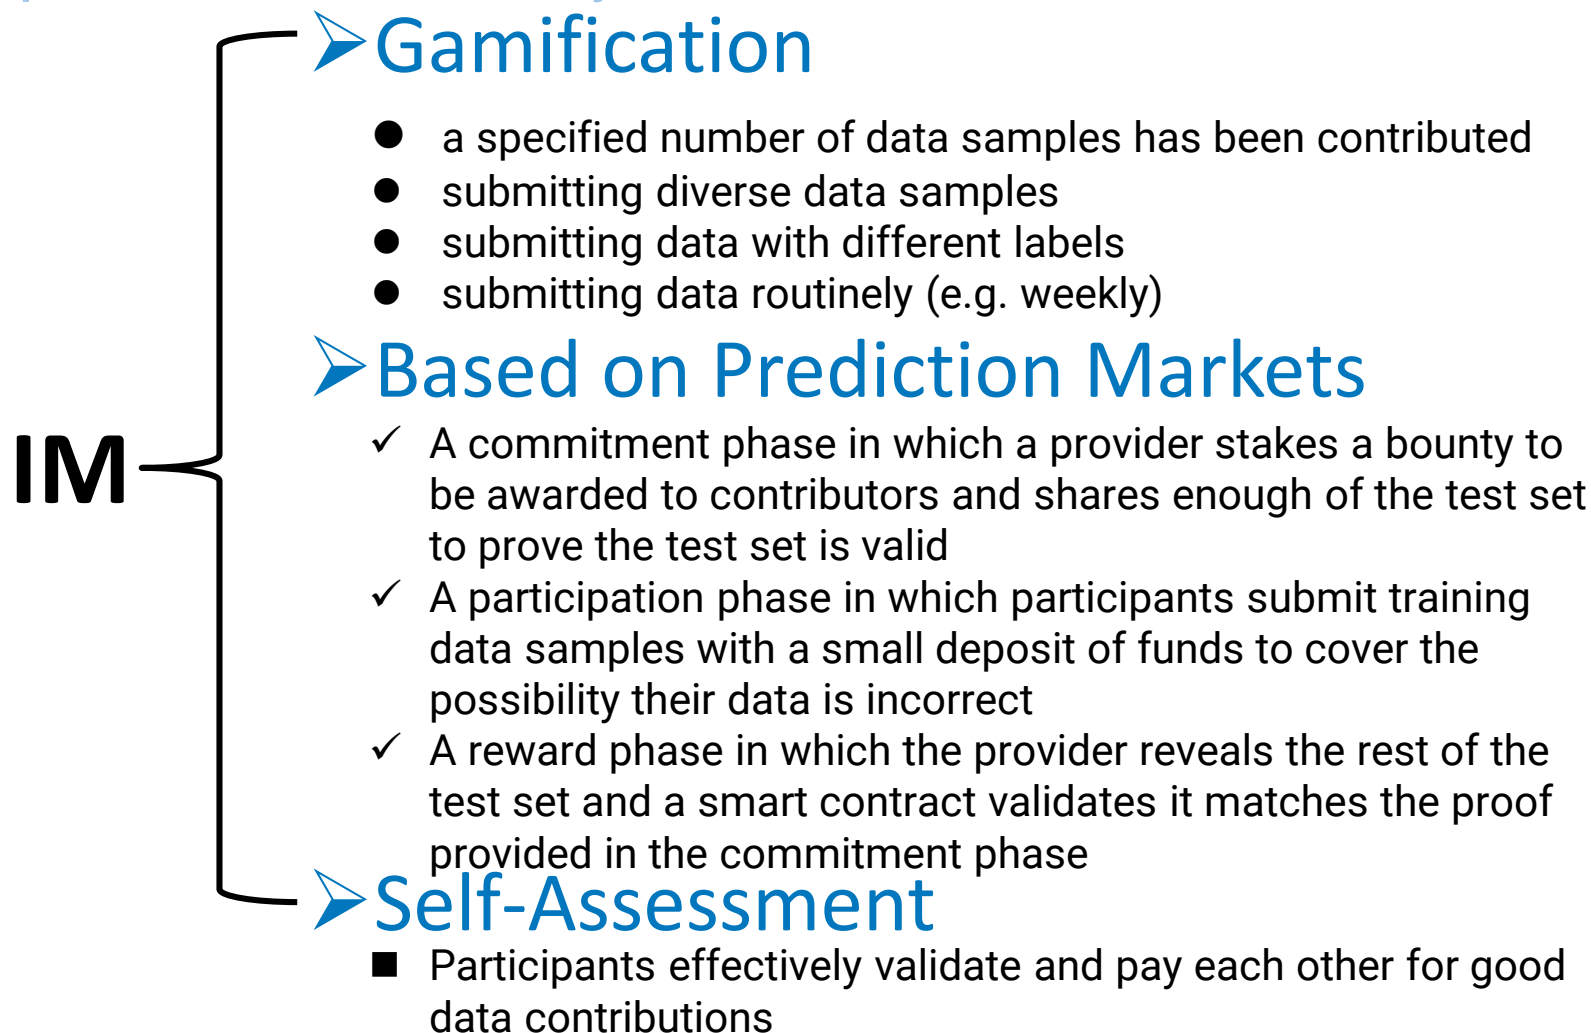 Gamification
a specified number of data samples has been contributed
submitting diverse data samples
submitting data with different labels
submitting data routinely (e.g. weekly)
Based on Prediction Markets
IM
A commitment phase in which a provider stakes a bounty to
be awarded to contributors and shares enough of the test set
to prove the test set is valid
A participation phase in which participants submit training
data samples with a small deposit of funds to cover the
possibility their data is incorrect
A reward phase in which the provider reveals the rest of the
test set and a smart contract validates it matches the proof
provided in the commitment phase
Self-Assessment
Participants effectively validate and pay each other for good
data contributions